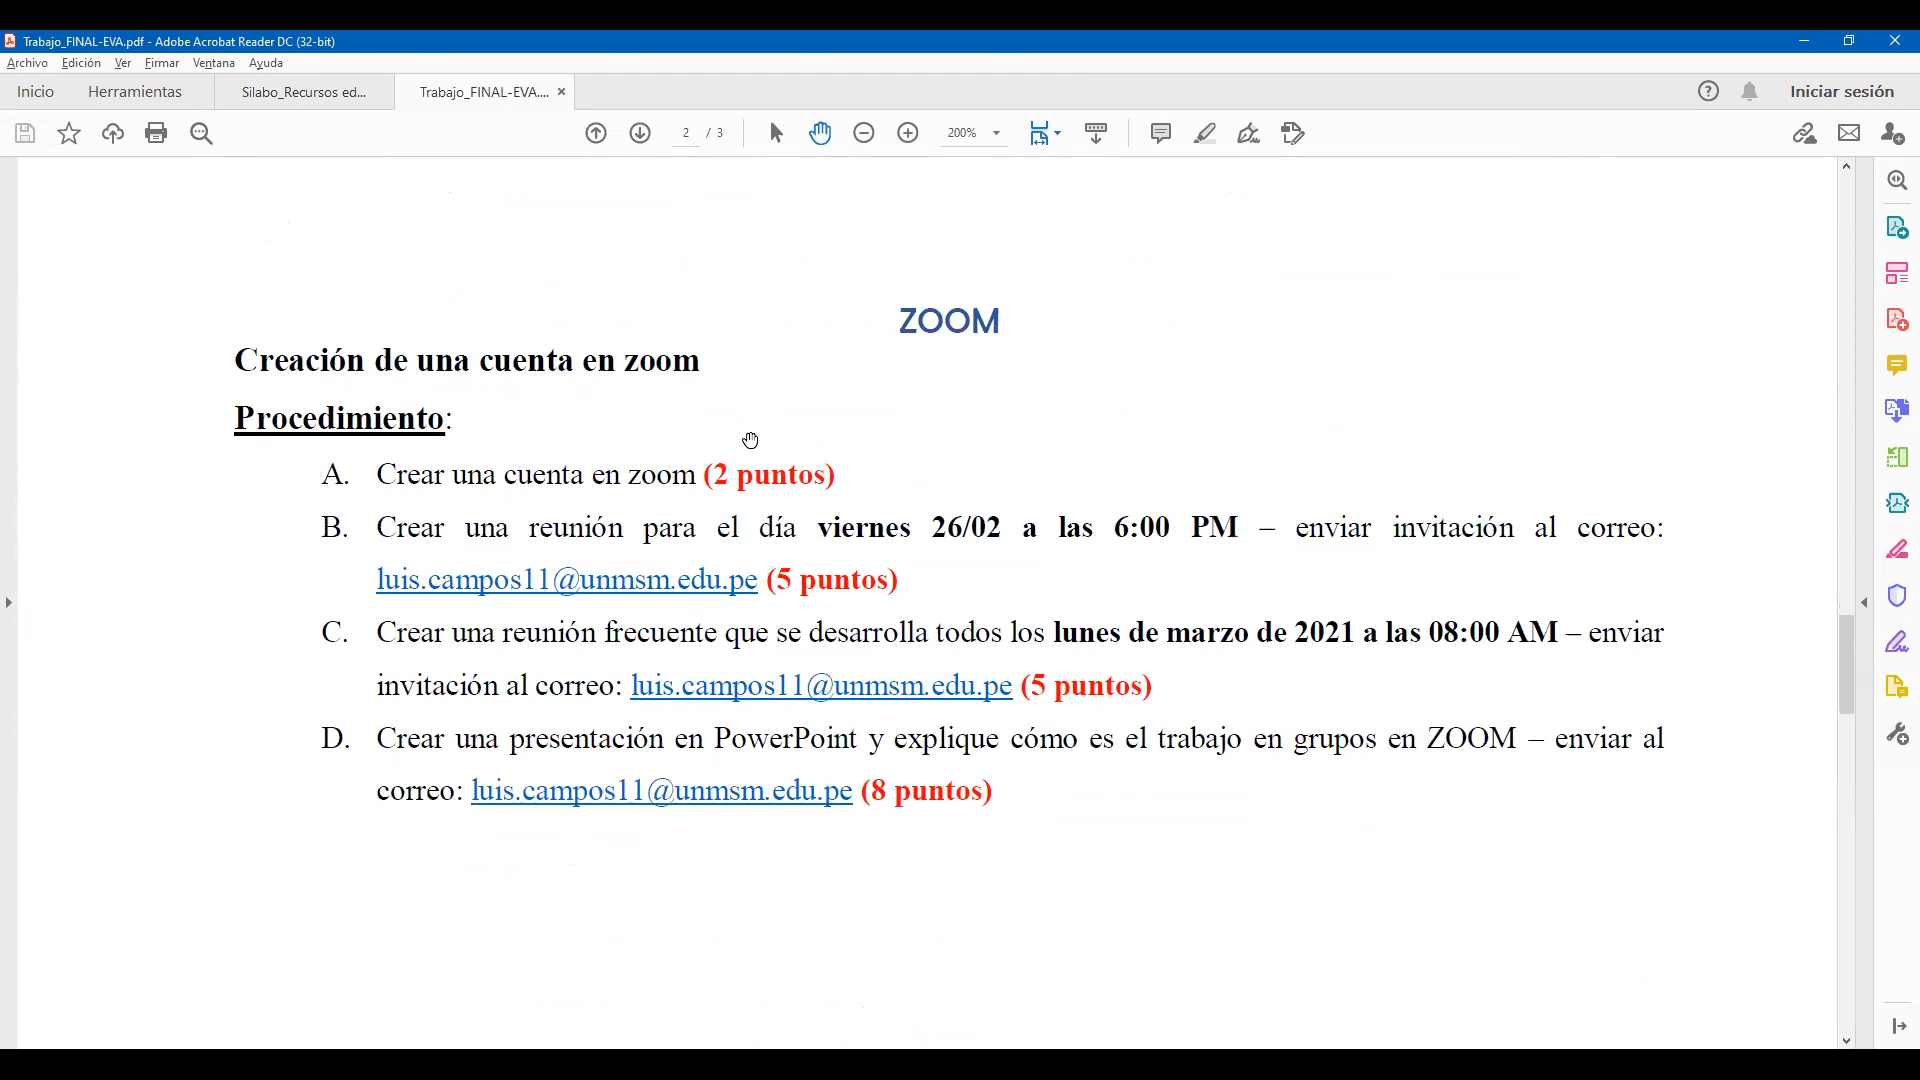 Trabajo_FINAL-EVA.pdf - Adobe Acrobat Reader DC (32-bit)
Archivo Edición Ver Firmar Ventana Ayuda
Inicio Herramientas Silabo_Recursos ed... Trabajo_FINAL-EVA.... × Iniciar sesión
2 / 3 200%
ZOOM
Creación de una cuenta en zoom
Procedimiento:
A. Crear una cuenta en zoom (2 puntos)
B. Crear una reunión para el día viernes 26/02 a las 6:00 PM – enviar invitación al correo:
luis.campos11@unmsm.edu.pe (5 puntos)
C. Crear una reunión frecuente que se desarrolla todos los lunes de marzo de 2021 a las 08:00 AM – enviar
invitación al correo: luis.campos11@unmsm.edu.pe (5 puntos)
D. Crear una presentación en PowerPoint y explique cómo es el trabajo en grupos en ZOOM – enviar al
correo: luis.campos11@unmsm.edu.pe (8 puntos)